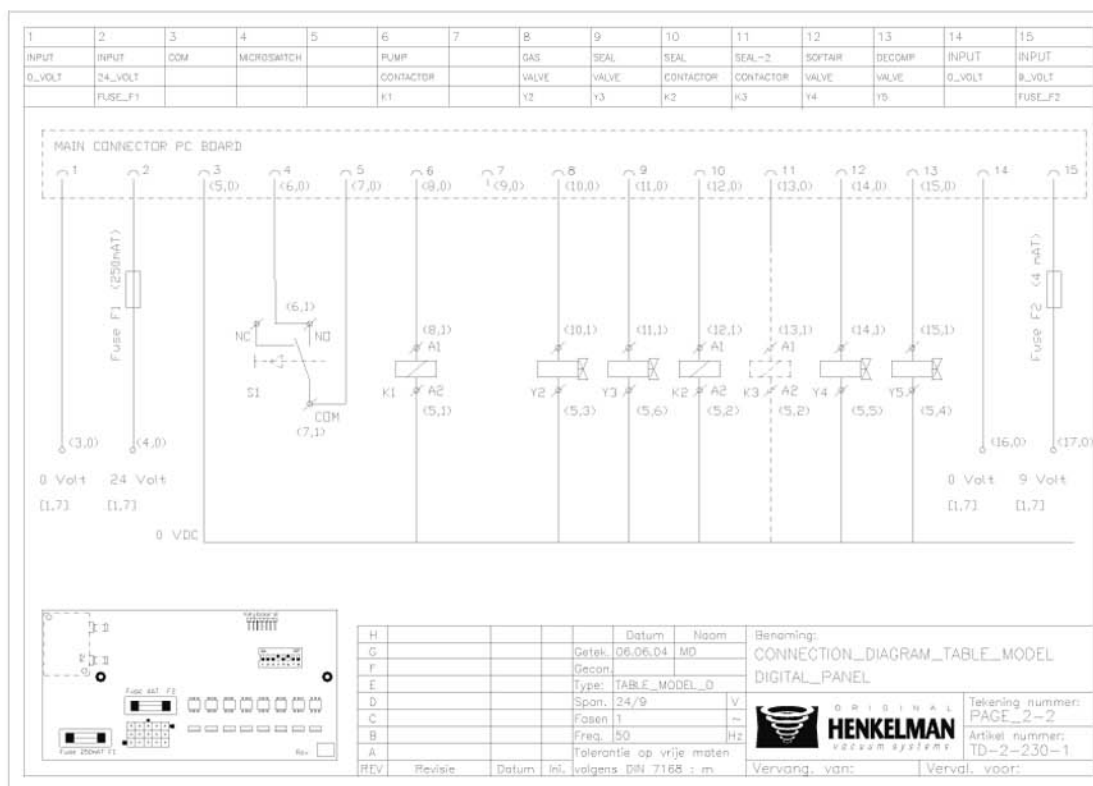 1 2 3 4 5 6 7 8 9 10 11 12 13 14 15
INPUT INPUT COM MICROSWITCH PUMP GAS SEAL SEAL SEAL-2 SOFTAIR DECOMP INPUT INPUT
0_VOLT 24_VOLT CONTACTOR VALVE VALVE CONTACTOR CONTACTOR VALVE VALVE 0_VOLT 9_VOLT
FUSE_F1 K1 Y2 Y3 K2 K3 Y4 Y5 FUSE_F2
MAIN CONNECTOR PC BOARD
1 2 3 4 5 6 7 8 9 10 11 12 13 14 15
(5,0) (6,0) (7,0) (8,0) (9,0) (10,0) (11,0) (12,0) (13,0) (14,0) (15,0)
Fuse F1 (250mAT)
Fuse F2 (4 mAT)
(6,1)
NC NO
S1
COM
(7,1)
(8,1) (10,1) (11,1) (12,1) (13,1) (14,1) (15,1)
A1 A1 A1
K1 Y2 Y3 K2 K3 Y4 Y5
A2 A2 A2
(5,1) (5,3) (5,6) (5,2) (5,2) (5,5) (5,4)
(3,0) (4,0) (16,0) (17,0)
0 Volt 24 Volt 0 Volt 9 Volt
[1,7] [1,7] [1,7] [1,7]
0 VDC
Fuse 4AT F2
Fuse 250mAT F1
Rev
H Datum Naam
G Getek. 06.06.04 MD
F Gecon.
E Type: TABLE_MODEL_D
D Span. 24/9 V
C Fasen 1 ~
B Freq. 50 Hz
A Tolerantie op vrije maten
REV Revisie Datum Ini. volgens DIN 7168 : m
Benaming:
CONNECTION_DIAGRAM_TABLE_MODEL
DIGITAL_PANEL
ORIGINAL
HENKELMAN
vacuum systems
Tekening nummer:
PAGE_2-2
Artikel nummer:
TD-2-230-1
Vervang. van: Verval. voor: